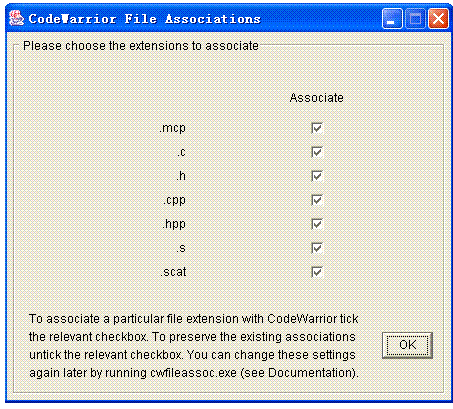 CodeWarrior File Associations
Please choose the extensions to associate
Associate
.mcp
.c
.h
.cpp
.hpp
.s
.scat
To associate a particular file extension with CodeWarrior tick
the relevant checkbox. To preserve the existing associations
untick the relevant checkbox. You can change these settings
again later by running cwfileassoc.exe (see Documentation).
OK